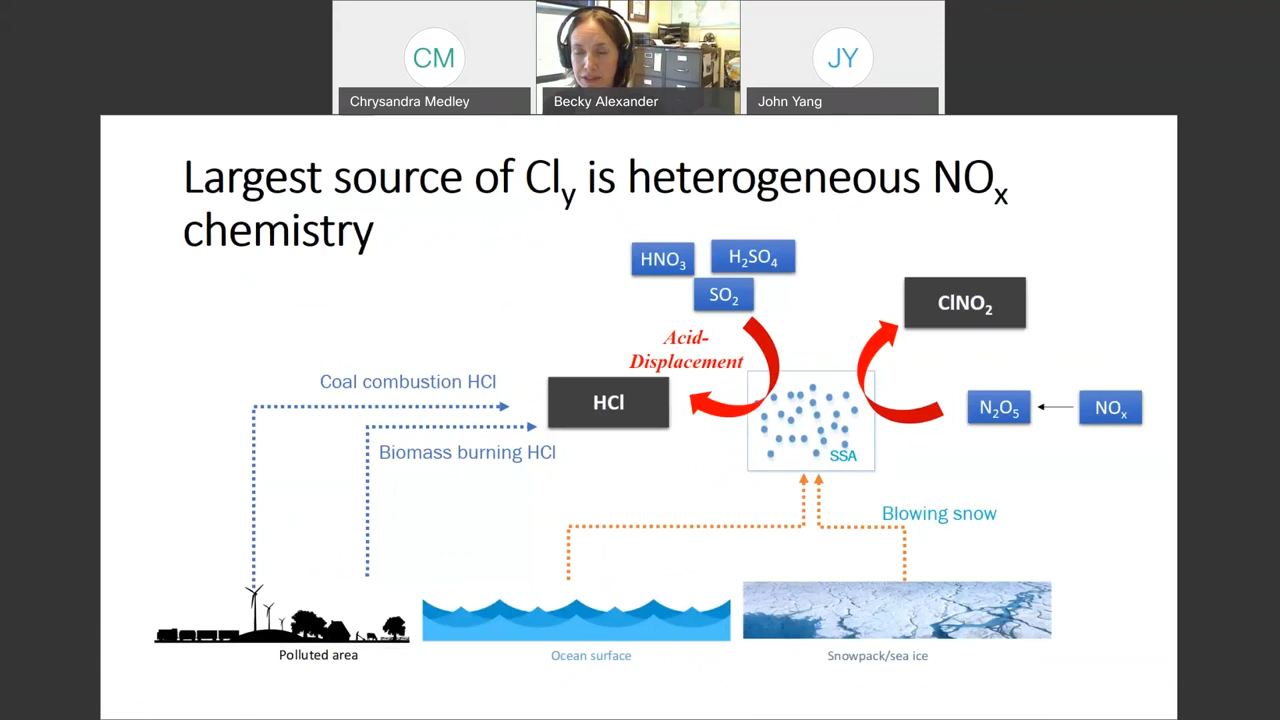 CM
JY
Chrysandra Medley
Becky Alexander
John Yang
Largest source of Cly is heterogeneous NOx
chemistry
HNO3
H2SO4
SO2
ClNO2
Acid-
Displacement
Coal combustion HCl
HCl
N2O5
NOx
Biomass burning HCl
SSA
Blowing snow
Polluted area
Ocean surface
Snowpack/sea ice